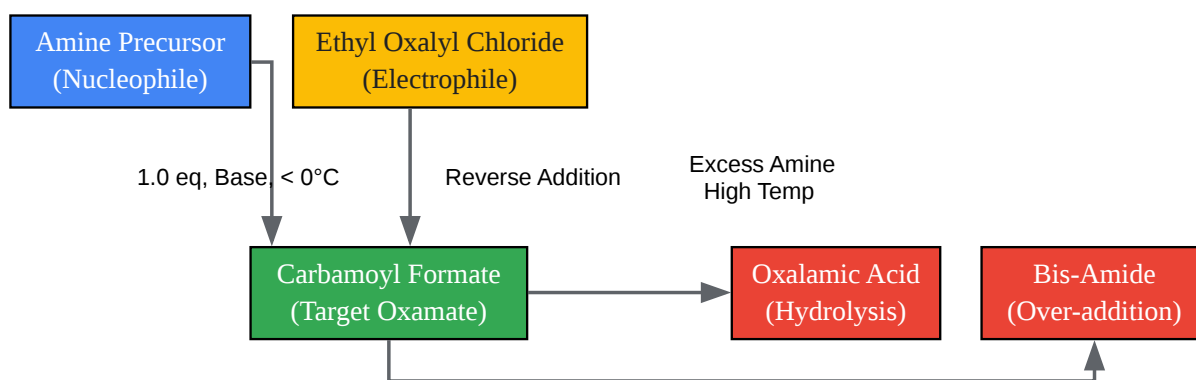 Amine Precursor
(Nucleophile)
Ethyl Oxalyl Chloride
(Electrophile)
1.0 eq, Base, < 0°C
Reverse Addition
Excess Amine
High Temp
Carbamoyl Formate
(Target Oxamate)
Oxalamic Acid
(Hydrolysis)
Bis-Amide
(Over-addition)